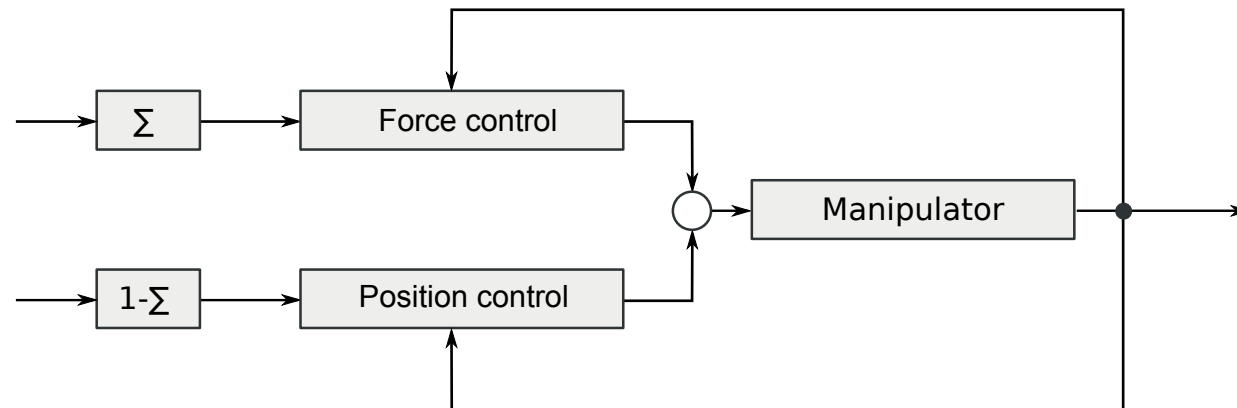 ∑
Force control
Manipulator
1-∑
Position control